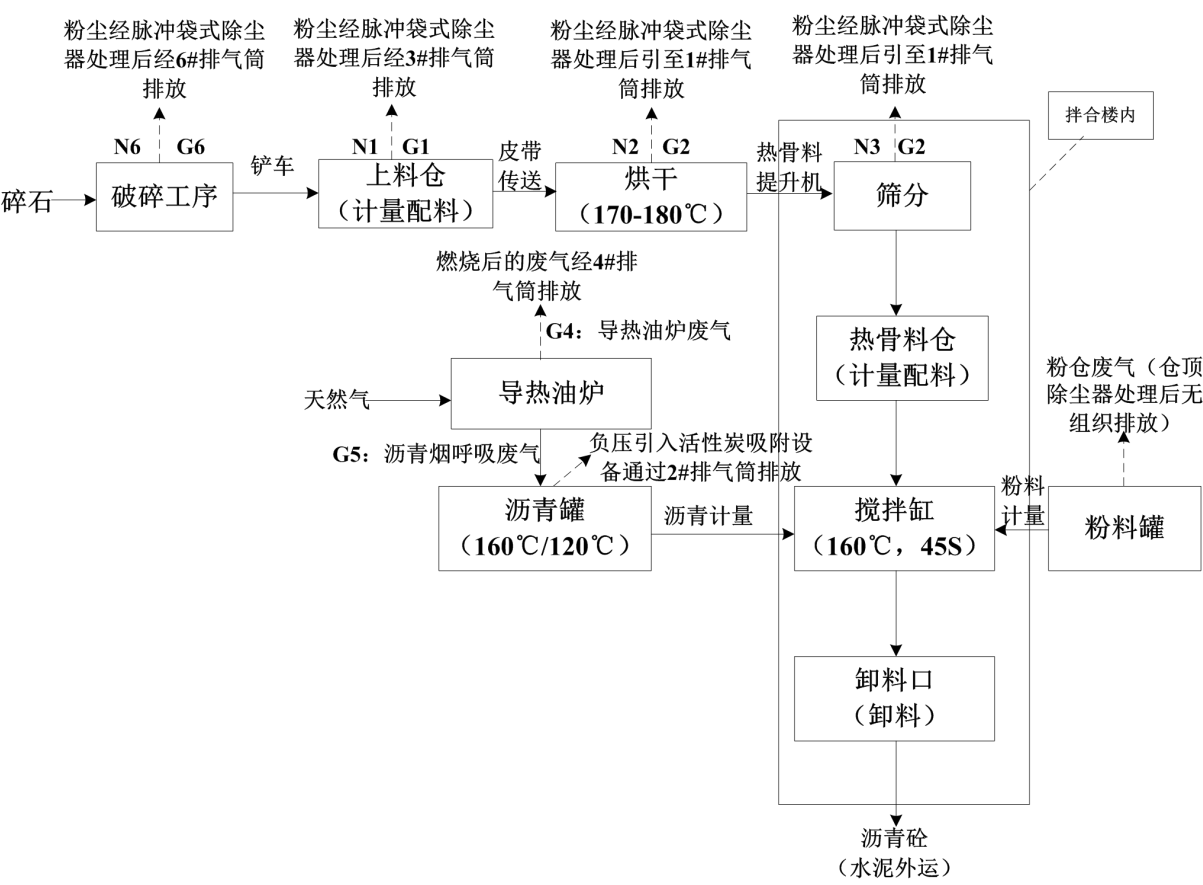 粉尘经脉冲袋式除尘
器处理后经6#排气筒
排放
粉尘经脉冲袋式除尘
器处理后经3#排气筒
排放
粉尘经脉冲袋式除尘
器处理后引至1#排气
筒排放
粉尘经脉冲袋式除尘
器处理后引至1#排气
筒排放
拌合楼内
N6 G6
N1 G1
N2 G2
N3 G2
碎石
破碎工序
铲车
上料仓
（计量配料）
皮带
传送
烘干
（170-180℃）
热骨料
提升机
筛分
燃烧后的废气经4#排
气筒排放
G4：导热油炉废气
天然气
导热油炉
热骨料仓
（计量配料）
粉仓废气（仓顶
除尘器处理后无
组织排放）
G5：沥青烟呼吸废气
负压引入活性炭吸附设
备通过2#排气筒排放
沥青罐
（160℃/120℃）
沥青计量
搅拌缸
（160℃，45S）
粉料
计量
粉料罐
卸料口
（卸料）
沥青砼
（水泥外运）